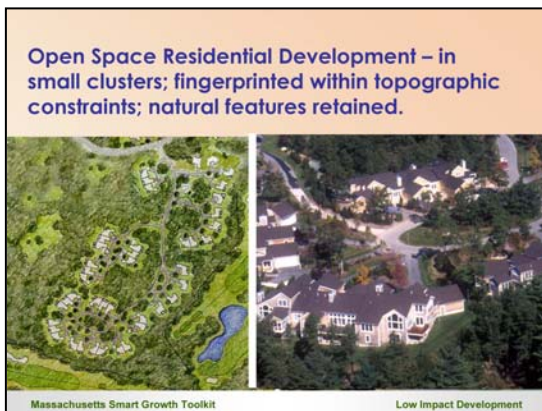 Open Space Residential Development – in
small clusters; fingerprinted within topographic
constraints; natural features retained.
Massachusetts Smart Growth Toolkit
Low Impact Development